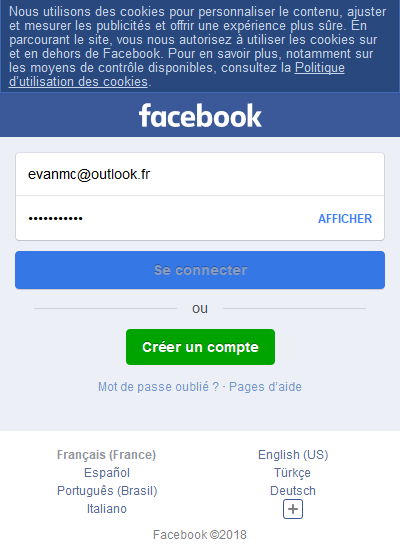 Nous utilisons des cookies pour personnaliser le contenu, ajuster
et mesurer les publicités et offrir une expérience plus sûre. En
parcourant le site, vous nous autorisez à utiliser les cookies sur
et en dehors de Facebook. Pour en savoir plus, notamment sur
les moyens de contrôle disponibles, consultez la Politique
d'utilisation des cookies.
facebook
evanmc@outlook.fr
••••••••••• AFFICHER
Se connecter
ou
Créer un compte
Mot de passe oublié ? · Pages d'aide
Français (France) English (US)
Español Türkçe
Português (Brasil) Deutsch
Italiano +
Facebook ©2018